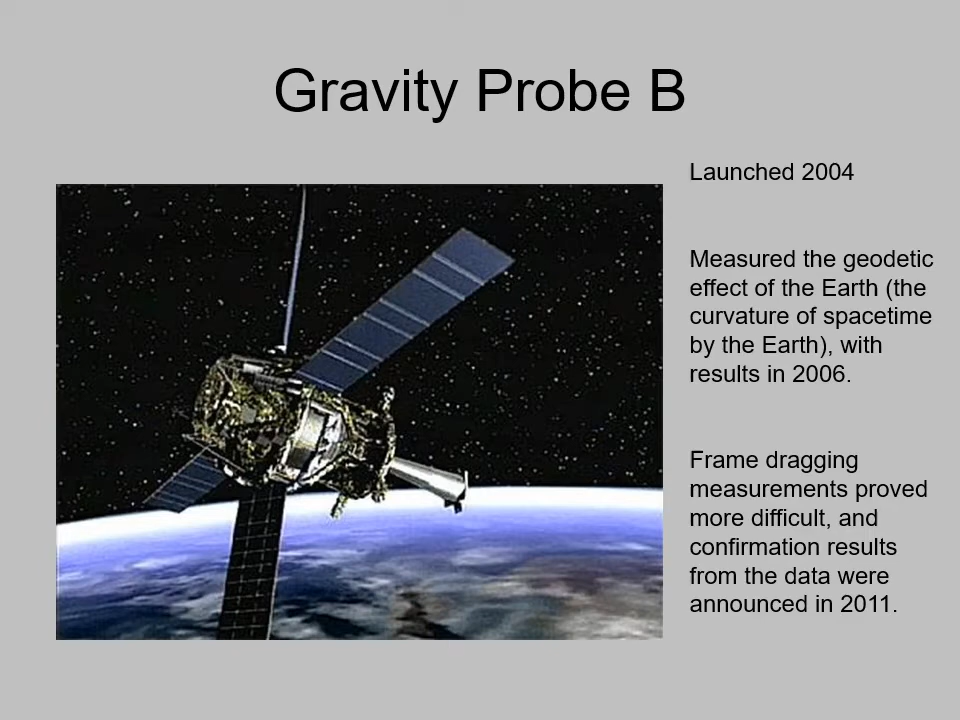 Gravity Probe B
Launched 2004
Measured the geodetic
effect of the Earth (the
curvature of spacetime
by the Earth), with
results in 2006.
Frame dragging
measurements proved
more difficult, and
confirmation results
from the data were
announced in 2011.